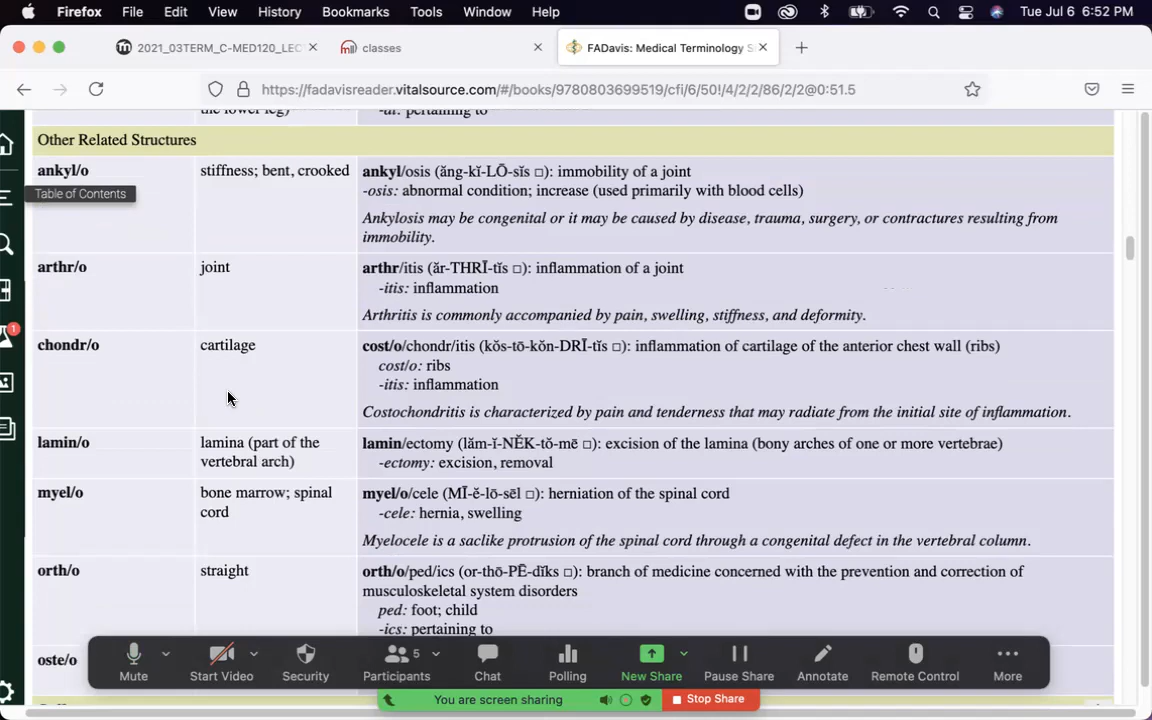 Firefox File Edit View History Bookmarks Tools Window Help Tue Jul 6 6:52 PM
2021_03TERM_C-MED120_LEC classes FADavis: Medical Terminology S
https://fadavisreader.vitalsource.com/#/books/9780803699519/cfi/6/50!/4/2/2/86/2/2@0:51.5
the lower leg) -al: pertaining to
Other Related Structures
ankyl/o stiffness; bent, crooked ankyl/osis (ăng-kĭ-LŌ-sĭs □): immobility of a joint
Table of Contents -osis: abnormal condition; increase (used primarily with blood cells)
Ankylosis may be congenital or it may be caused by disease, trauma, surgery, or contractures resulting from
immobility.
arthr/o joint arthr/itis (ăr-THRĪ-tĭs □): inflammation of a joint
-itis: inflammation
Arthritis is commonly accompanied by pain, swelling, stiffness, and deformity.
1
chondr/o cartilage cost/o/chondr/itis (kŏs-tō-kŏn-DRĪ-tĭs □): inflammation of cartilage of the anterior chest wall (ribs)
cost/o: ribs
-itis: inflammation
Costochondritis is characterized by pain and tenderness that may radiate from the initial site of inflammation.
lamin/o lamina (part of the lamin/ectomy (lăm-ĭ-NĔK-tō-mē □): excision of the lamina (bony arches of one or more vertebrae)
vertebral arch) -ectomy: excision, removal
myel/o bone marrow; spinal myel/o/cele (MĪ-ĕ-lō-sēl □): herniation of the spinal cord
cord -cele: hernia, swelling
Myelocele is a saclike protrusion of the spinal cord through a congenital defect in the vertebral column.
orth/o straight orth/o/ped/ics (or-thō-PĒ-dĭks □): branch of medicine concerned with the prevention and correction of
musculoskeletal system disorders
ped: foot; child
-ics: pertaining to
oste/o
5
Mute Start Video Security Participants Chat Polling New Share Pause Share Annotate Remote Control More
You are screen sharing Stop Share